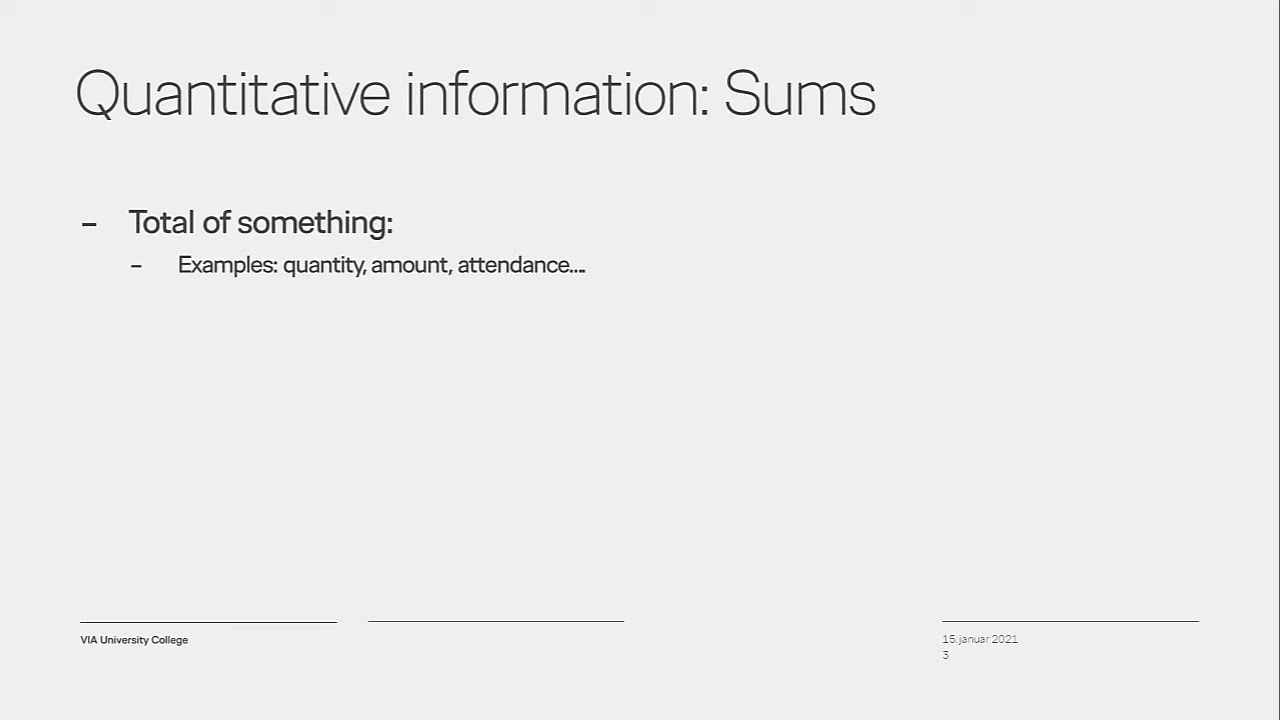 Quantitative information: Sums
– Total of something:
– Examples: quantity, amount, attendance....
VIA University College
15. januar 2021
3